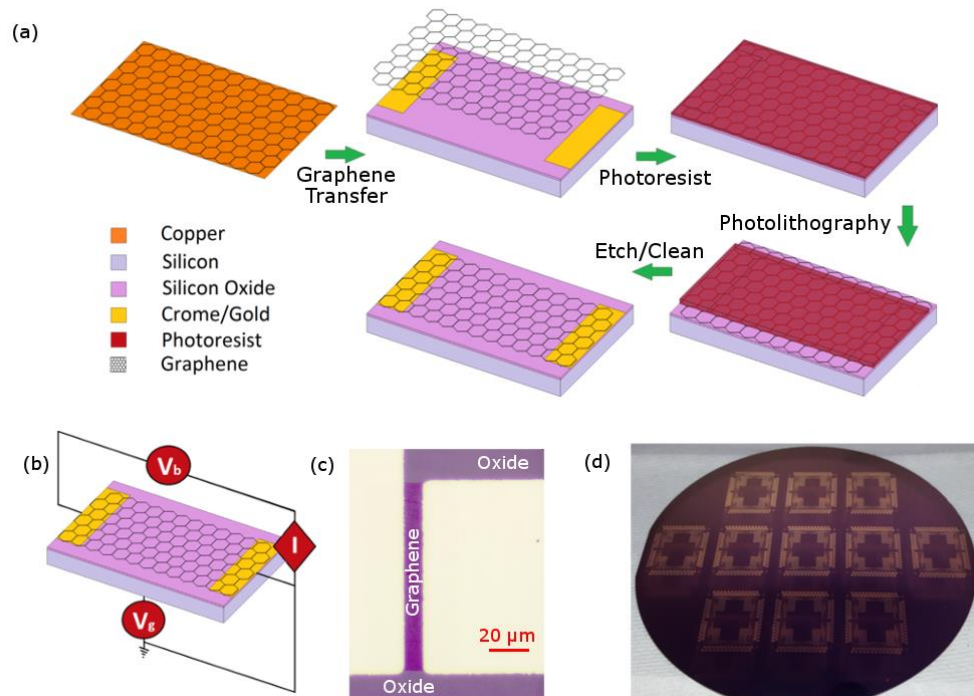 (a)
Graphene
Transfer
Photoresist
Photolithography
Etch/Clean
Copper
Silicon
Silicon Oxide
Crome/Gold
Photoresist
Graphene
(b)
Vb
I
Vg
(c)
Oxide
Graphene
20 µm
Oxide
(d)